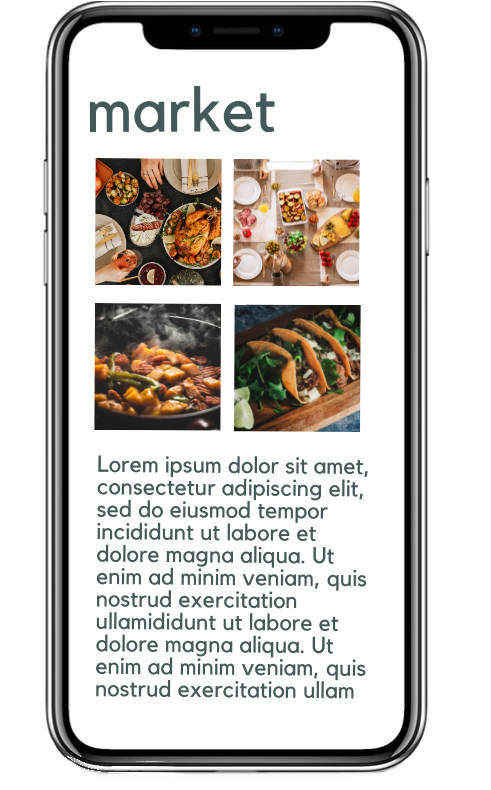 market
Lorem ipsum dolor sit amet,
consectetur adipiscing elit,
sed do eiusmod tempor
incididunt ut labore et
dolore magna aliqua. Ut
enim ad minim veniam, quis
nostrud exercitation
ullamididunt ut labore et
dolore magna aliqua. Ut
enim ad minim veniam, quis
nostrud exercitation ullam